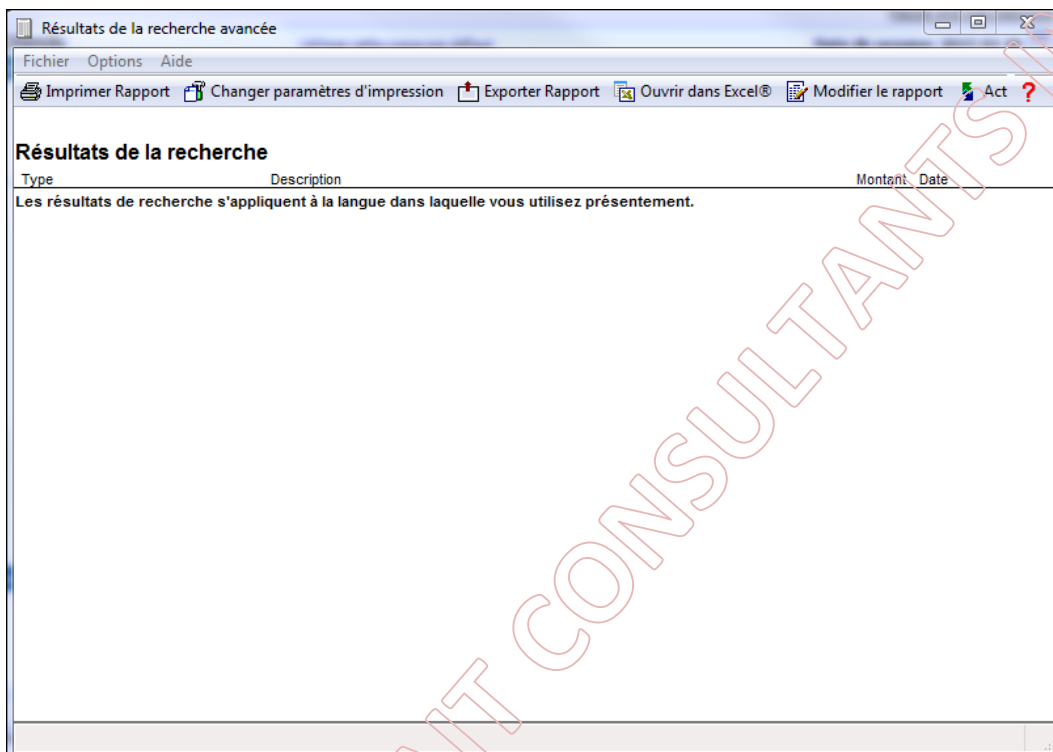 Résultats de la recherche avancée
Fichier Options Aide
Imprimer Rapport Changer paramètres d'impression Exporter Rapport Ouvrir dans Excel® Modifier le rapport Act ?
Résultats de la recherche
Type Description Montant Date
Les résultats de recherche s'appliquent à la langue dans laquelle vous utilisez présentement.
CONSULTANTS